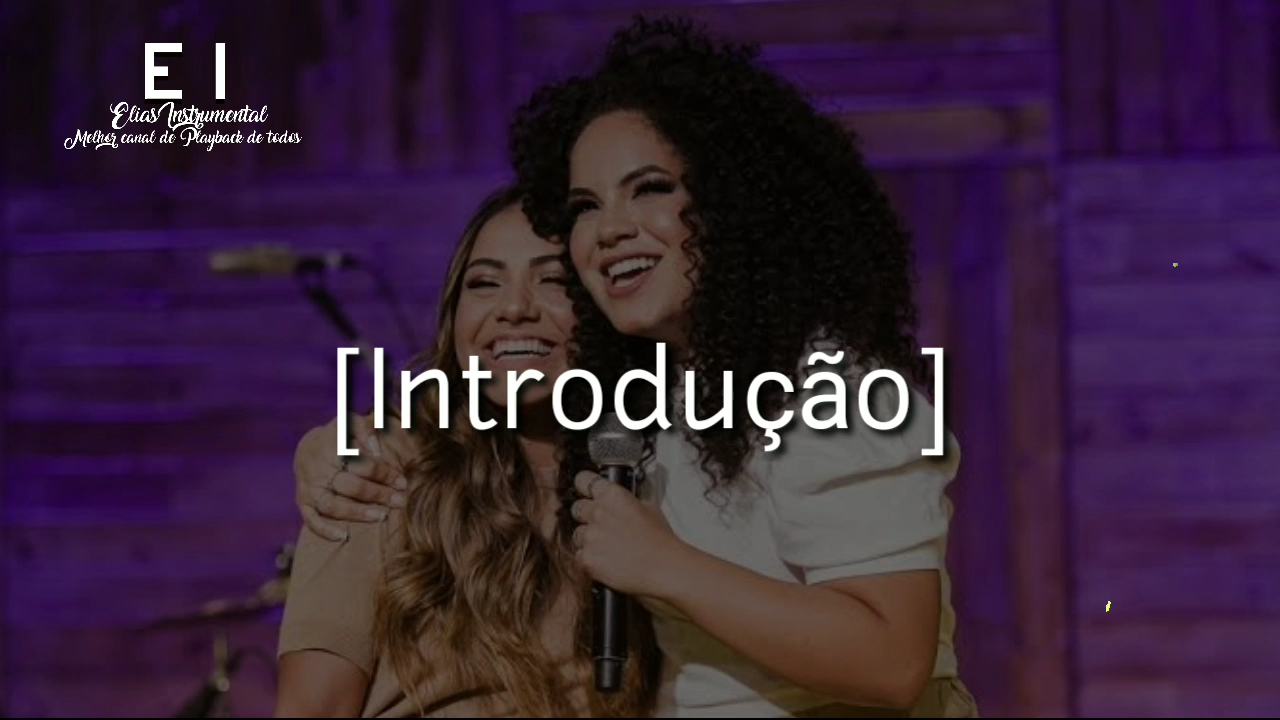 E I
Elias Instrumental
Melhor canal de Playback de todos
[Introdução]